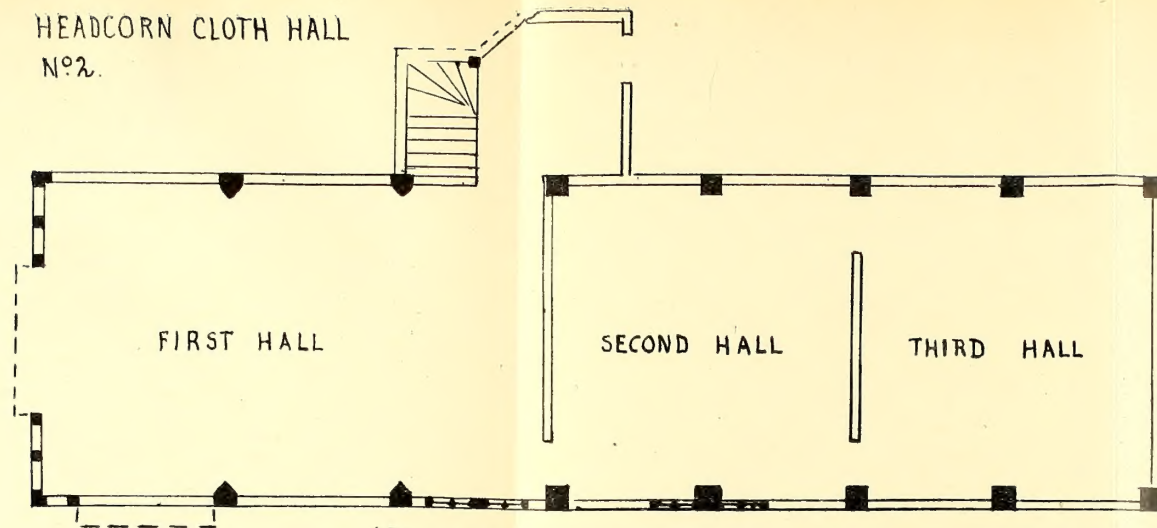 HEADCORN CLOTH HALL
Nº2.
FIRST HALL
SECOND HALL
THIRD HALL